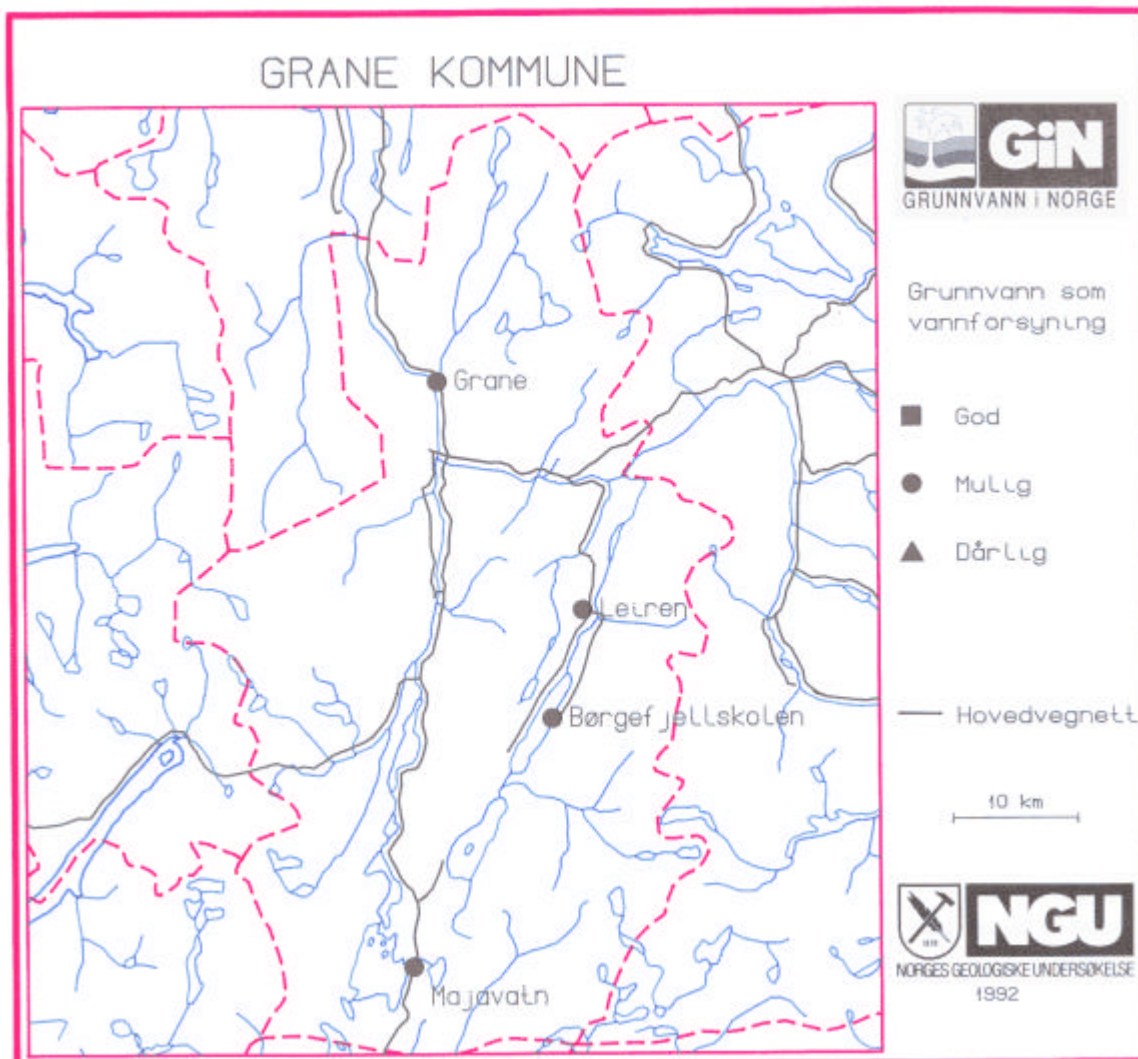 GRANE KOMMUNE
GiN
GRUNNVANN i NORGE
Grunnvann som
vannforsyning
God
Mulig
Dårlig
Hovedvegnett
10 km
NGU
NORGES GEOLOGISKE UNDERSØKELSE
1992
Grane
Leiren
Børgefjellskolen
Majavatn